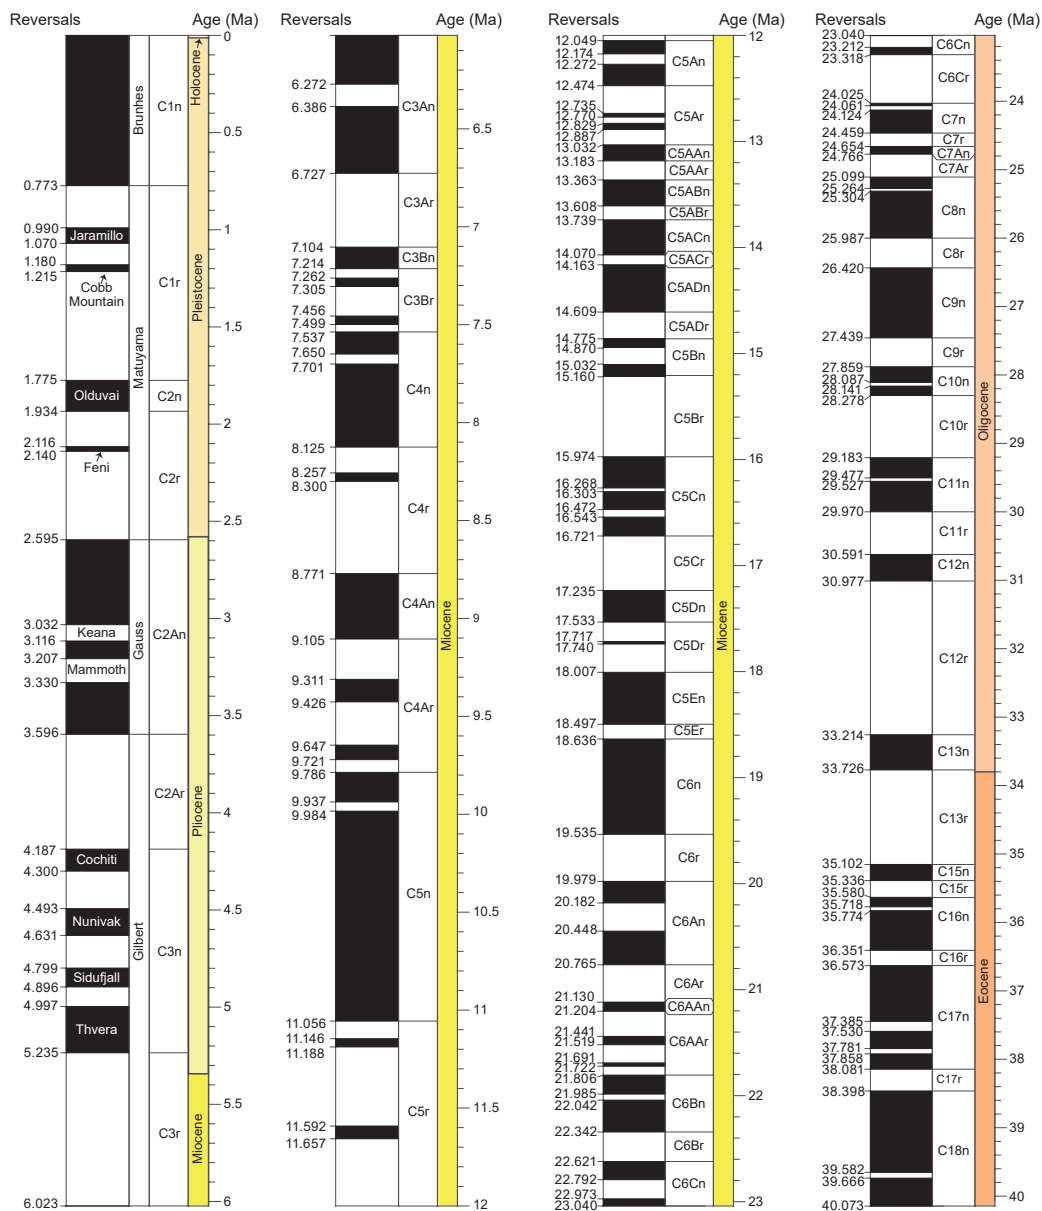 Reversals Age (Ma)
0.773
0.990
1.070
1.180
1.215
1.775
1.934
2.116
2.140
2.595
3.032
3.116
3.207
3.330
3.596
4.187
4.300
4.493
4.631
4.799
4.896
4.997
5.235
6.023
Jaramillo
Cobb
Mountain
Olduvai
Feni
Keana
Mammoth
Cochiti
Nunivak
Sidufjall
Thvera
Brunhes
Matuyama
Gauss
Gilbert
C1n
C1r
C2n
C2r
C2An
C2Ar
C3n
C3r
Holocene
Pleistocene
Pliocene
Miocene
0
0.5
1
1.5
2
2.5
3
3.5
4
4.5
5
5.5
6
Reversals Age (Ma)
6.272
6.386
6.727
7.104
7.214
7.262
7.305
7.456
7.499
7.537
7.650
7.701
8.125
8.257
8.300
8.771
9.105
9.311
9.426
9.647
9.721
9.786
9.937
9.984
11.056
11.146
11.188
11.592
11.657
C3An
C3Ar
C3Bn
C3Br
C4n
C4r
C4An
C4Ar
C5n
C5r
Miocene
6.5
7
7.5
8
8.5
9
9.5
10
10.5
11
11.5
12
Reversals Age (Ma)
12.049
12.174
12.272
12.474
12.735
12.770
12.829
12.887
13.032
13.183
13.363
13.608
13.739
14.070
14.163
14.609
14.775
14.870
15.032
15.160
15.974
16.268
16.303
16.472
16.543
16.721
17.235
17.533
17.717
17.740
18.007
18.497
18.636
19.535
19.979
20.182
20.448
20.765
21.130
21.204
21.441
21.519
21.691
21.722
21.806
21.985
22.042
22.342
22.621
22.792
22.973
23.040
C5An
C5Ar
C5AAn
C5AAr
C5ABn
C5ABr
C5ACn
C5ACr
C5ADn
C5ADr
C5Bn
C5Br
C5Cn
C5Cr
C5Dn
C5Dr
C5En
C5Er
C6n
C6r
C6An
C6Ar
C6AAn
C6AAr
C6Bn
C6Br
C6Cn
Miocene
12
13
14
15
16
17
18
19
20
21
22
23
Reversals Age (Ma)
23.040
23.212
23.318
24.025
24.061
24.124
24.459
24.654
24.766
25.099
25.264
25.304
25.987
26.420
27.439
27.859
28.087
28.141
28.278
29.183
29.477
29.527
29.970
30.591
30.977
33.214
33.726
35.102
35.336
35.580
35.718
35.774
36.351
36.573
37.385
37.530
37.781
37.858
38.081
38.398
39.582
39.666
40.073
C6Cn
C6Cr
C7n
C7r
C7An
C7Ar
C8n
C8r
C9n
C9r
C10n
C10r
C11n
C11r
C12n
C12r
C13n
C13r
C15n
C15r
C16n
C16r
C17n
C17r
C18n
Oligocene
Eocene
24
25
26
27
28
29
30
31
32
33
34
35
36
37
38
39
40